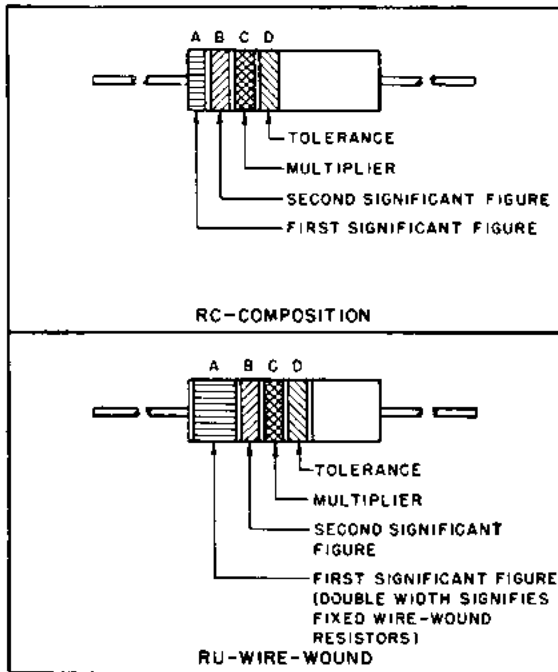 A B C D
TOLERANCE
MULTIPLIER
SECOND SIGNIFICANT FIGURE
FIRST SIGNIFICANT FIGURE
RC-COMPOSITION
A B C D
TOLERANCE
MULTIPLIER
SECOND SIGNIFICANT
FIGURE
FIRST SIGNIFICANT FIGURE
(DOUBLE WIDTH SIGNIFIES
FIXED WIRE-WOUND
RESISTORS)
RU-WIRE-WOUND